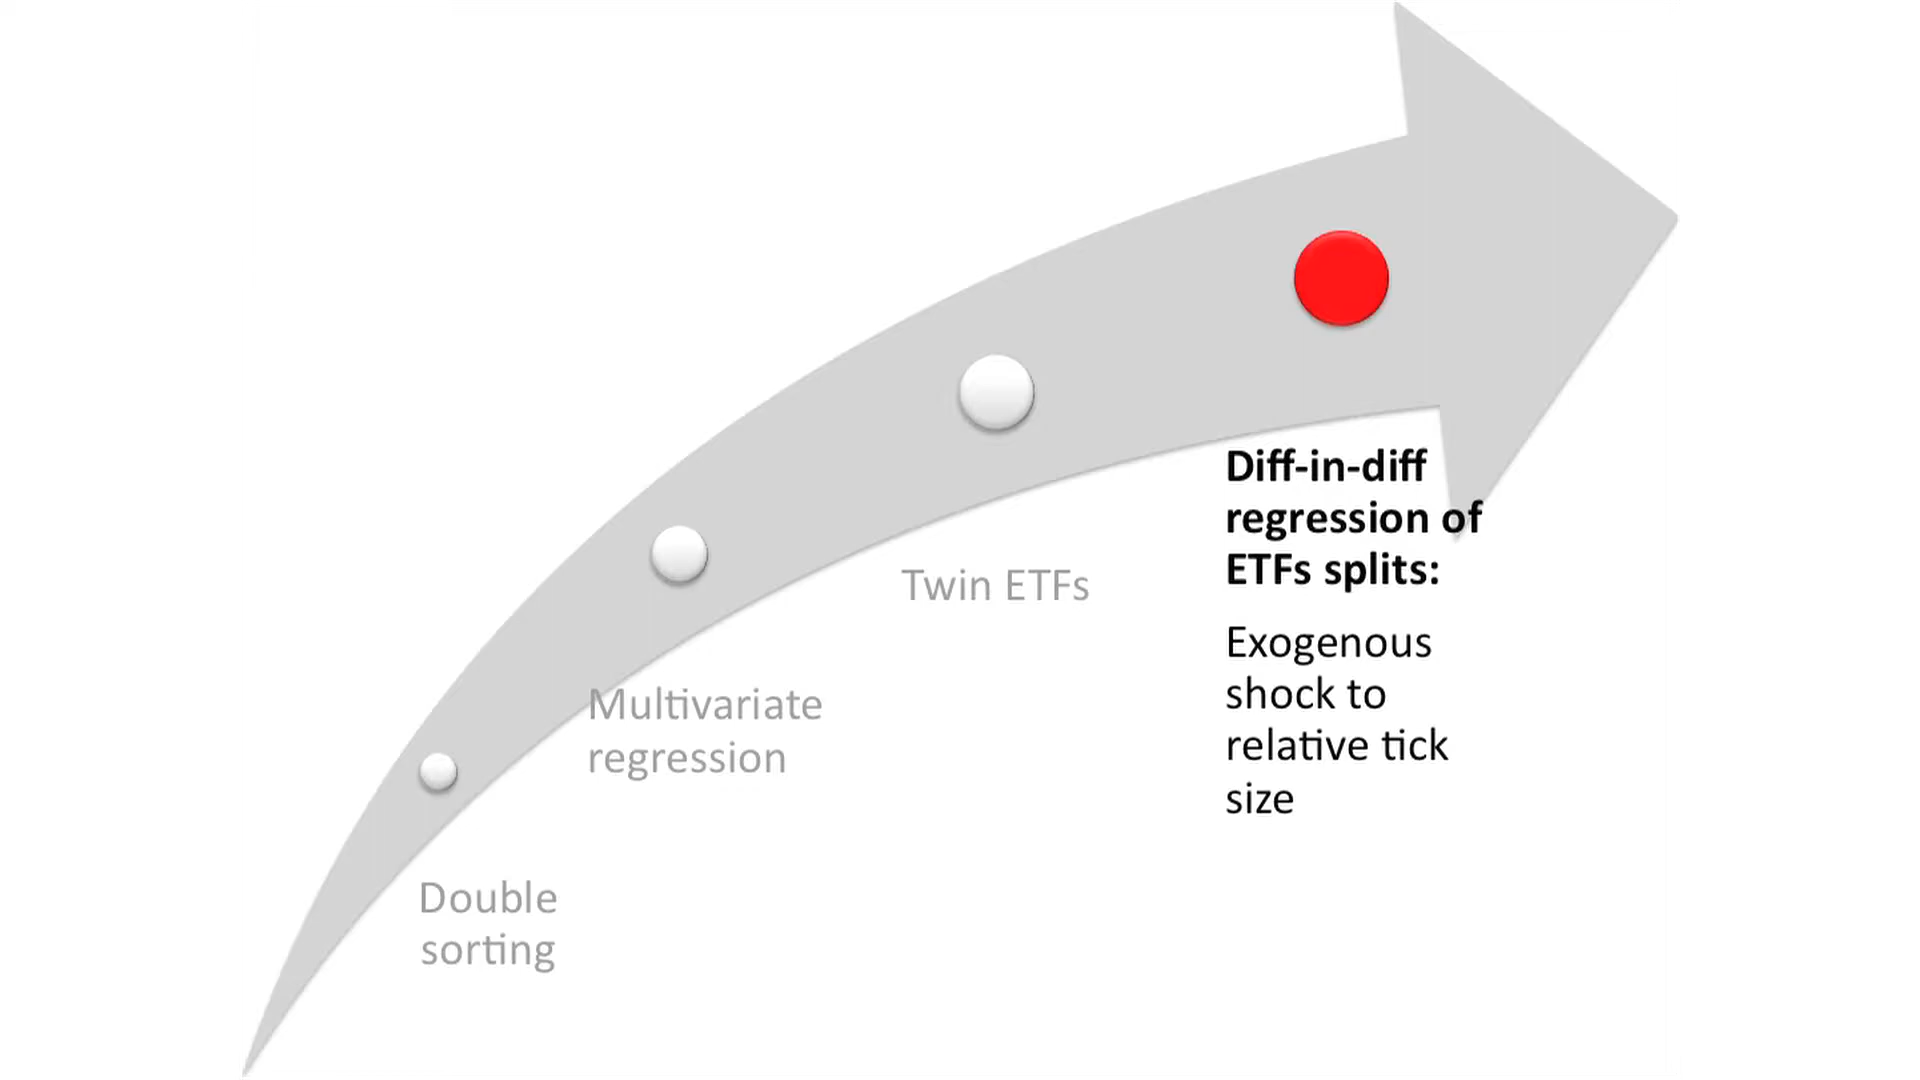 Diff-in-diff
regression of
ETFs splits:
Exogenous
shock to
relative tick
size
Twin ETFs
Multivariate
regression
Double
sorting